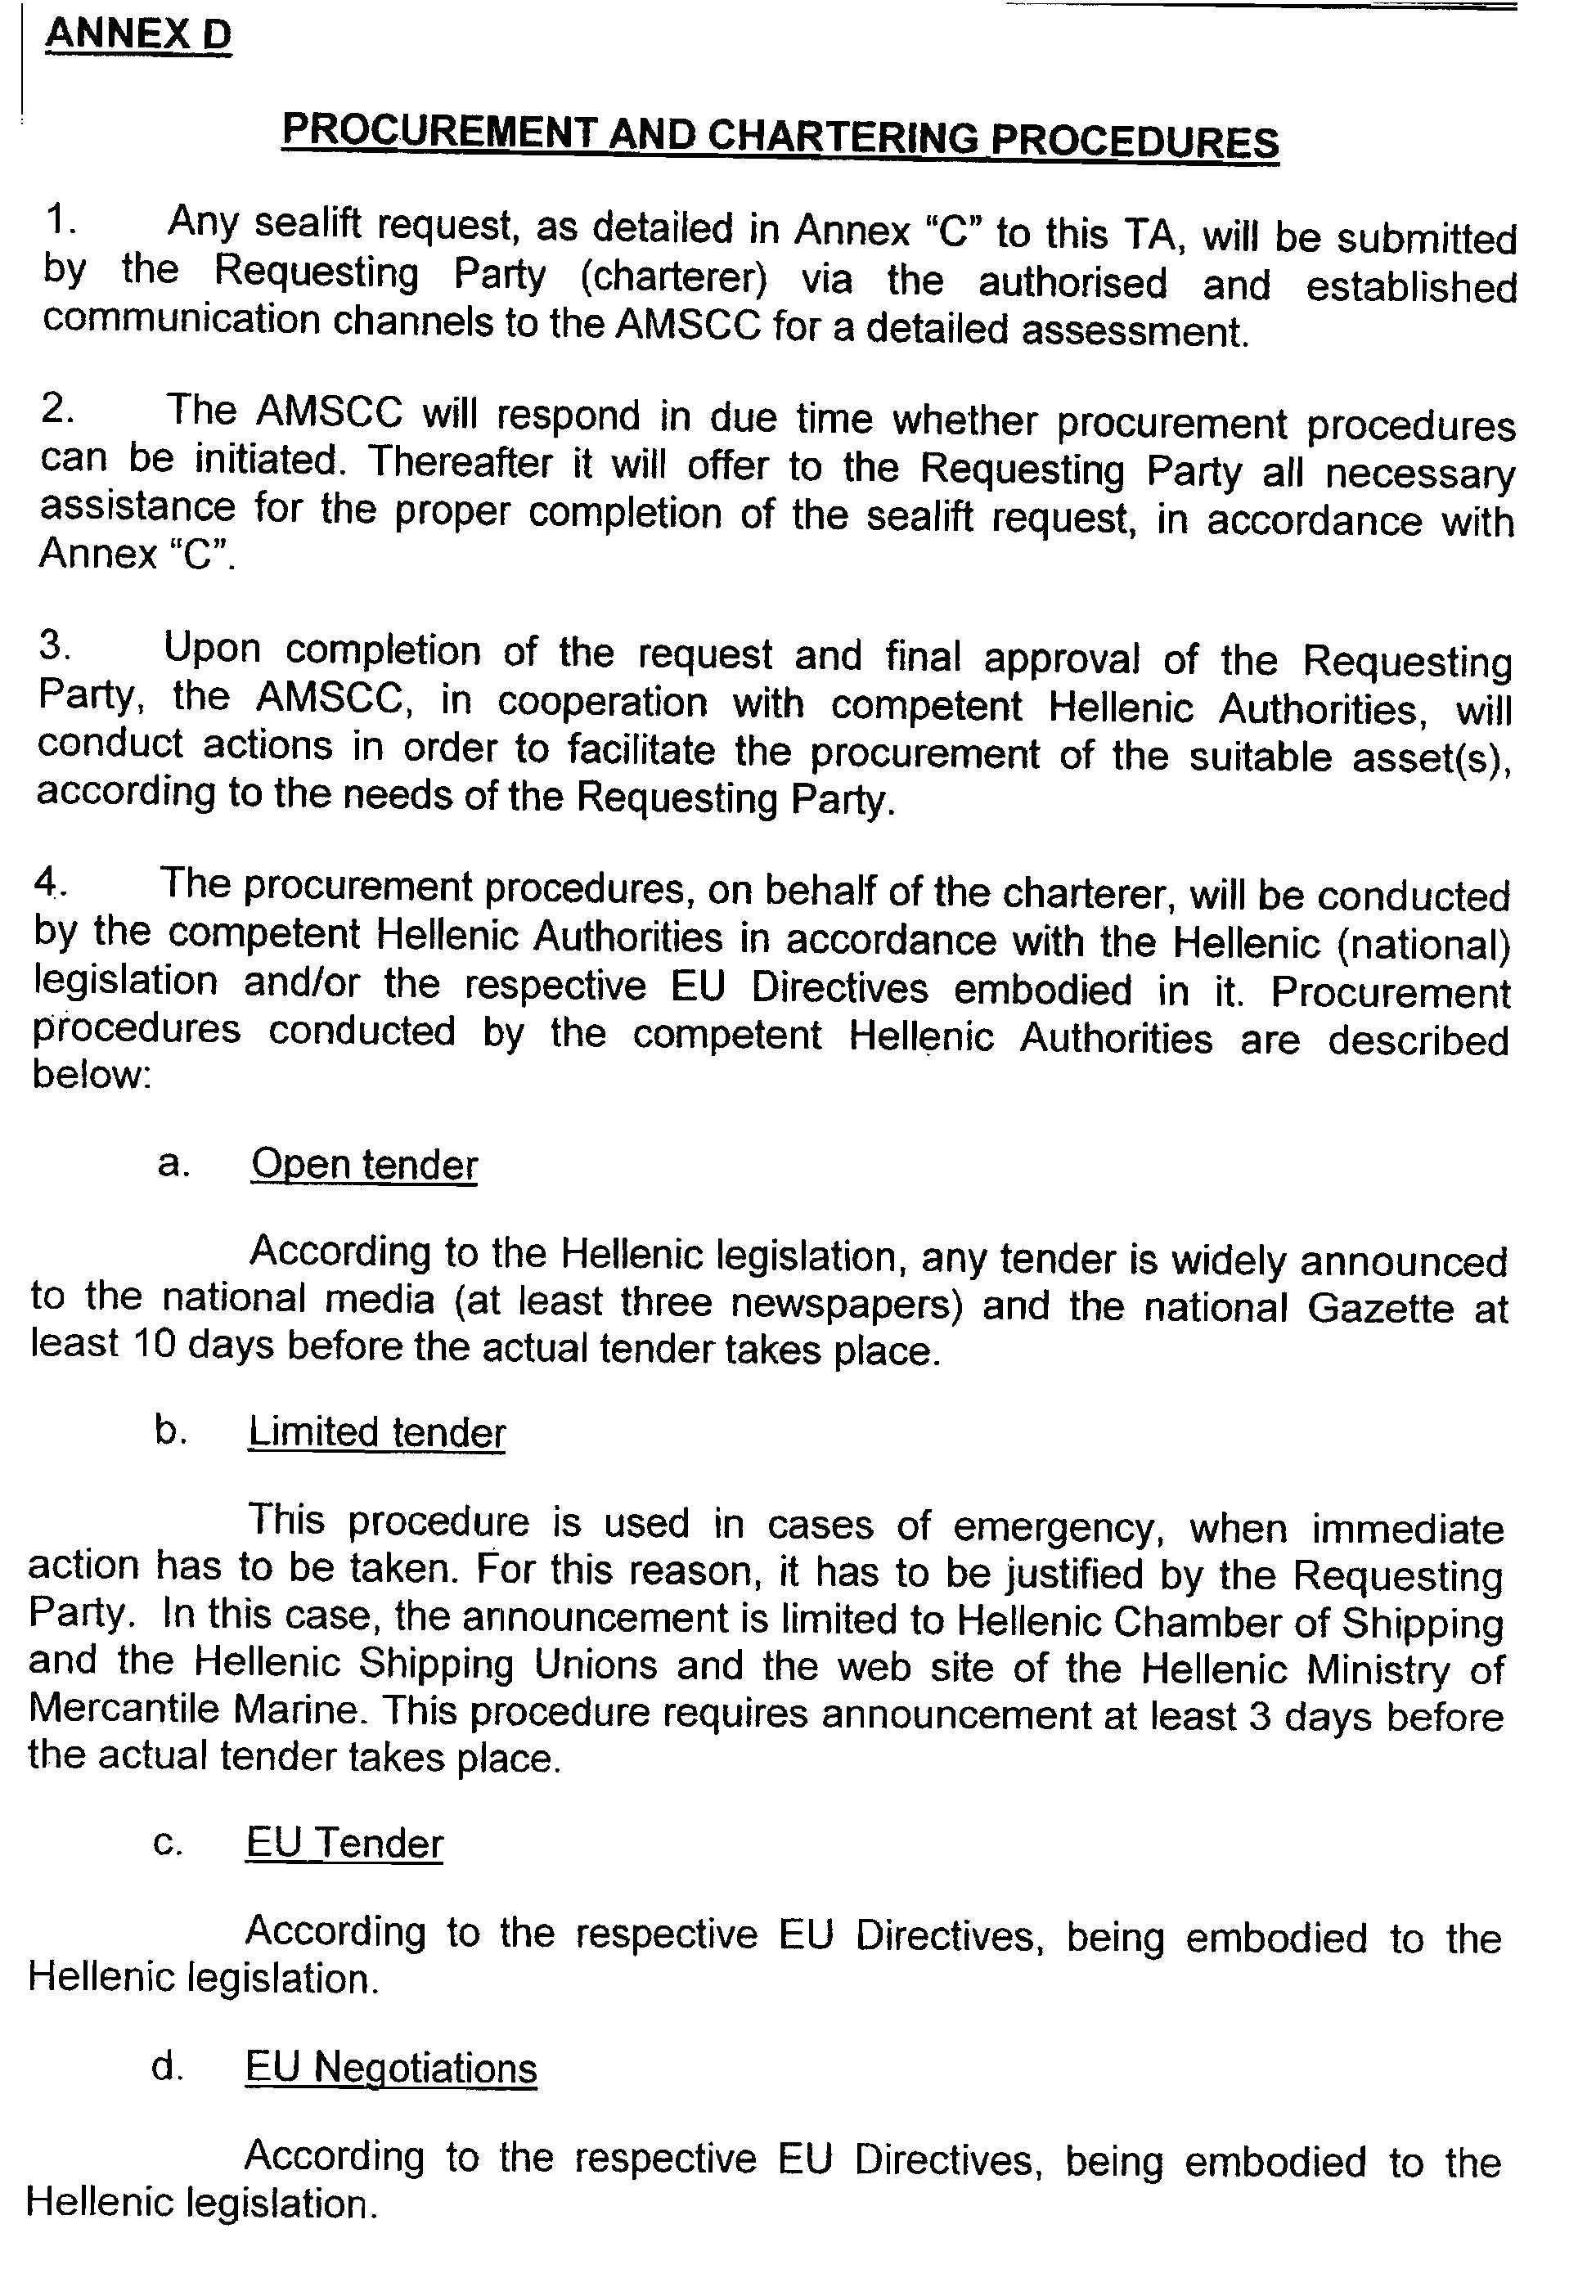 ANNEX D
PROCUREMENT AND CHARTERING PROCEDURES
1. Any sealift request, as detailed in Annex “C” to this TA, will be submitted
by the Requesting Party (charterer) via the authorised and established
communication channels to the AMSCC for a detailed assessment.
2. The AMSCC will respond in due time whether procurement procedures
can be initiated. Thereafter it will offer to the Requesting Party all necessary
assistance for the proper completion of the sealift request, in accordance with
Annex “C”.
3. Upon completion of the request and final approval of the Requesting
Party, the AMSCC, in cooperation with competent Hellenic Authorities, will
conduct actions in order to facilitate the procurement of the suitable asset(s),
according to the needs of the Requesting Party.
4. The procurement procedures, on behalf of the charterer, will be conducted
by the competent Hellenic Authorities in accordance with the Hellenic (national)
legislation and/or the respective EU Directives embodied in it. Procurement
procedures conducted by the competent Hellenic Authorities are described
below:
a. Open tender
According to the Hellenic legislation, any tender is widely announced
to the national media (at least three newspapers) and the national Gazette at
least 10 days before the actual tender takes place.
b. Limited tender
This procedure is used in cases of emergency, when immediate
action has to be taken. For this reason, it has to be justified by the Requesting
Party. In this case, the announcement is limited to Hellenic Chamber of Shipping
and the Hellenic Shipping Unions and the web site of the Hellenic Ministry of
Mercantile Marine. This procedure requires announcement at least 3 days before
the actual tender takes place.
c. EU Tender
According to the respective EU Directives, being embodied to the
Hellenic legislation.
d. EU Negotiations
According to the respective EU Directives, being embodied to the
Hellenic legislation.